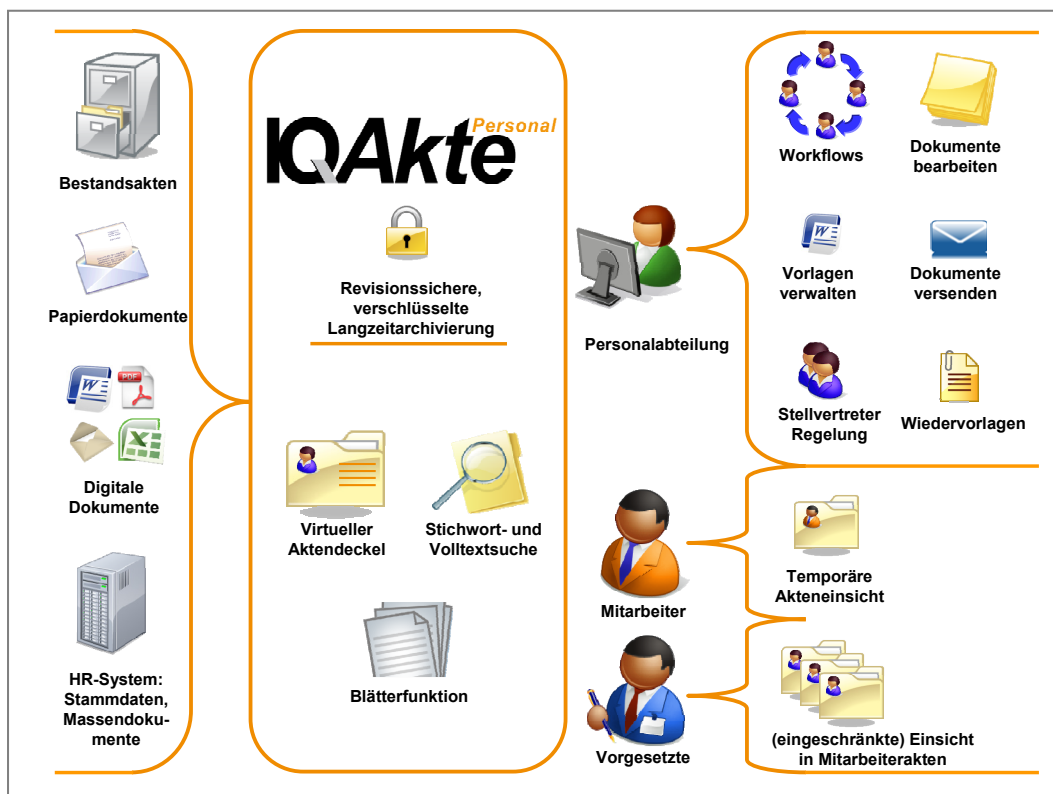 Bestandsakten
Papierdokumente
Digitale
Dokumente
HR-System:
Stammdaten,
Massendoku-
mente
Personal
IQAkte
Revisionssichere,
verschlüsselte
Langzeitarchivierung
Virtueller
Aktendeckel
Stichwort- und
Volltextsuche
Blätterfunktion
Personalabteilung
Mitarbeiter
Vorgesetzte
Workflows
Dokumente
bearbeiten
Vorlagen
verwalten
Dokumente
versenden
Stellvertreter
Regelung
Wiedervorlagen
Temporäre
Akteneinsicht
(eingeschränkte) Einsicht
in Mitarbeiterakten
W
PDF
W